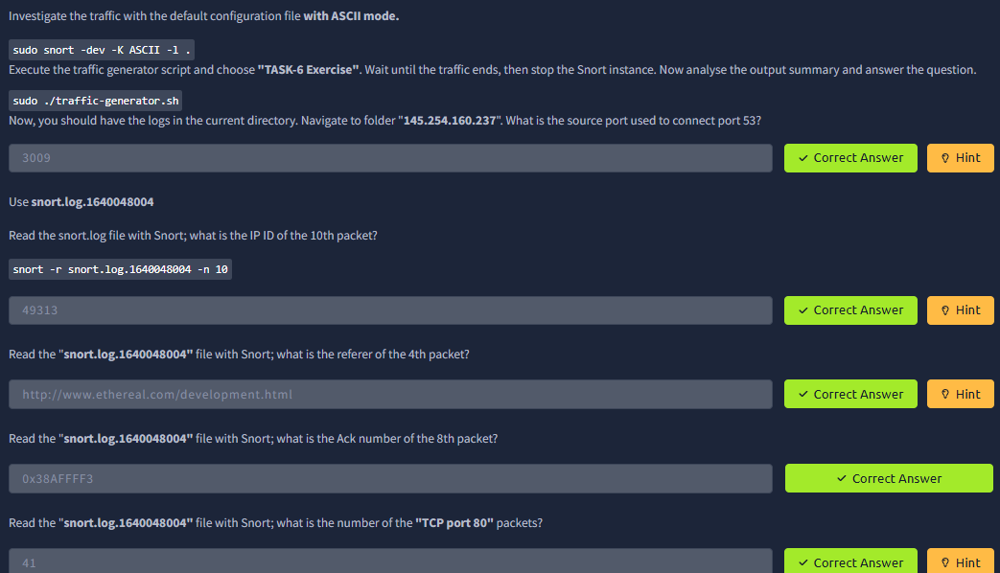 Investigate the traffic with the default configuration file with ASCII mode.
sudo snort -dev -K ASCII -l .
Execute the traffic generator script and choose "TASK-6 Exercise". Wait until the traffic ends, then stop the Snort instance. Now analyse the output summary and answer the question.
sudo ./traffic-generator.sh
Now, you should have the logs in the current directory. Navigate to folder "145.254.160.237". What is the source port used to connect port 53?
3009 Correct Answer Hint
Use snort.log.1640048004
Read the snort.log file with Snort; what is the IP ID of the 10th packet?
snort -r snort.log.1640048004 -n 10
49313 Correct Answer Hint
Read the "snort.log.1640048004" file with Snort; what is the referer of the 4th packet?
http://www.ethereal.com/development.html Correct Answer Hint
Read the "snort.log.1640048004" file with Snort; what is the Ack number of the 8th packet?
0x38AFFFF3 Correct Answer
Read the "snort.log.1640048004" file with Snort; what is the number of the "TCP port 80" packets?
41 Correct Answer Hint